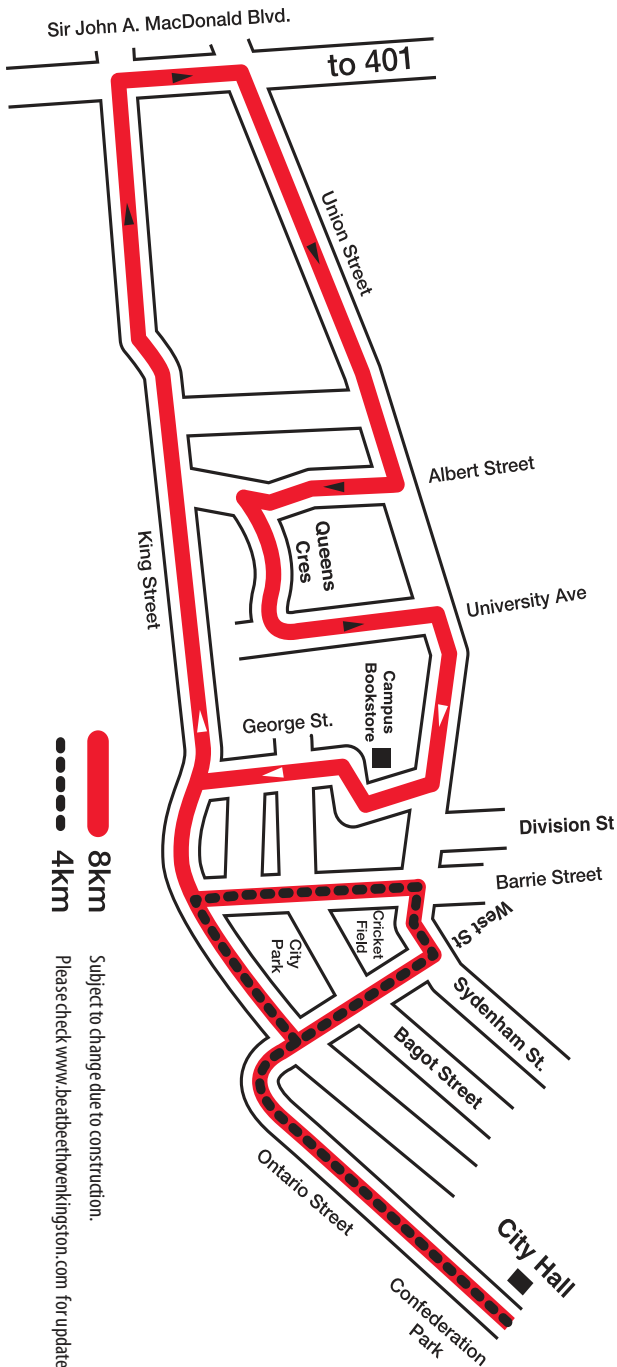 Sir John A. MacDonald Blvd.
to 401
Union Street
Albert Street
Queens
Cres
King Street
University Ave
Campus
Bookstore
George St.
Division St
Barrie Street
West St
Cricket
Field
City
Park
Sydenham St.
Bagot Street
Ontario Street
City Hall
Confederation
Park
8km
4km
Subject to change due to construction.
Please check www.beatbeethovenkingston.com for update